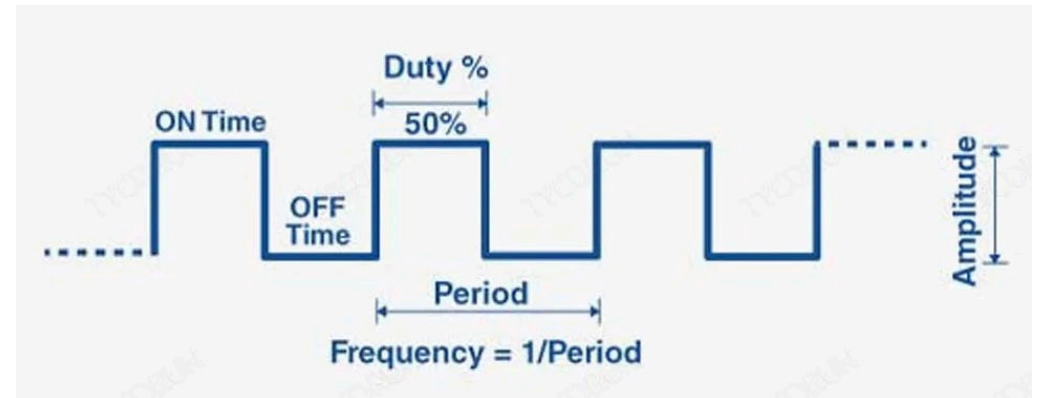 Duty %
50%
ON Time
OFF
Time
Period
Frequency = 1/Period
Amplitude